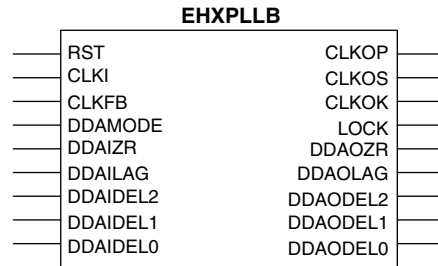 EHXPLLB
RST CLKOP
CLKI CLKOS
CLKFB CLKOK
DDAMODE LOCK
DDAIZR DDAOZR
DDAILAG DDAOLAG
DDAIDEL2 DDAODEL2
DDAIDEL1 DDAODEL1
DDAIDEL0 DDAODEL0